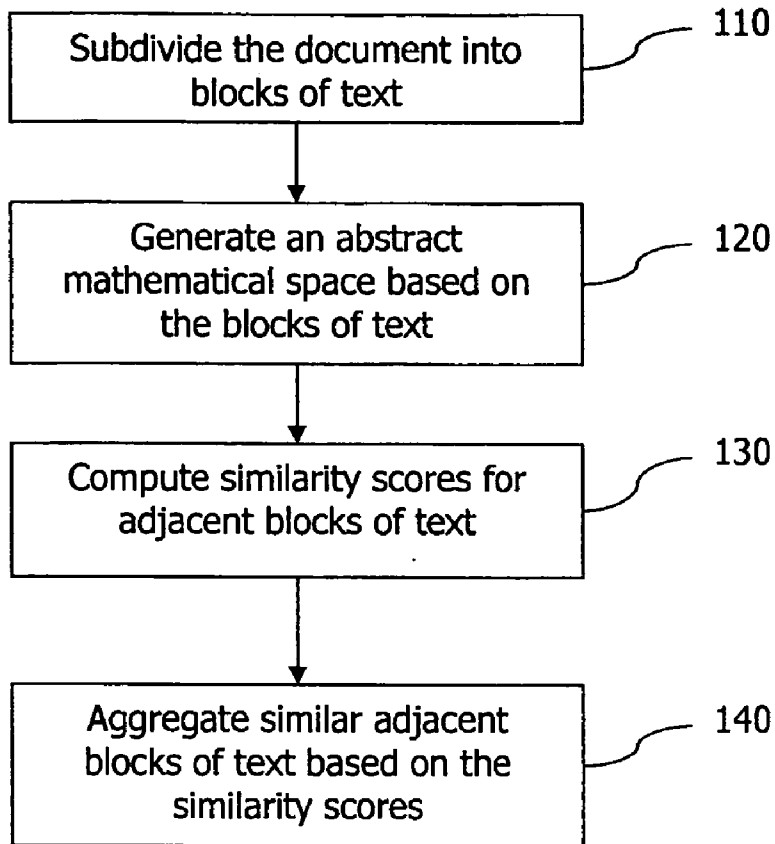 110
Subdivide the document into
blocks of text
120
Generate an abstract
mathematical space based on
the blocks of text
130
Compute similarity scores for
adjacent blocks of text
140
Aggregate similar adjacent
blocks of text based on the
similarity scores